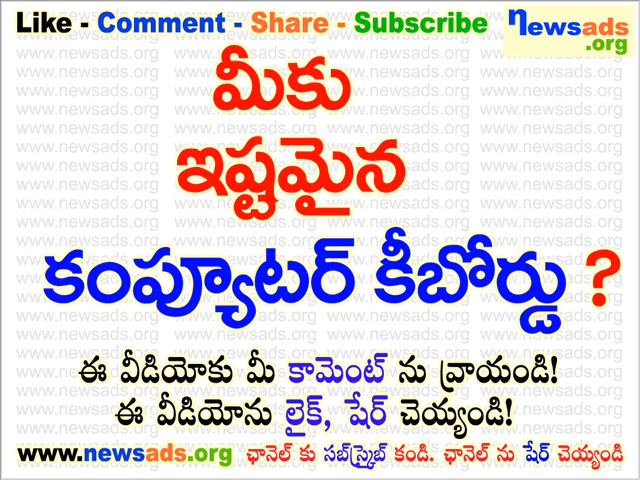 Like - Comment - Share - Subscribe
newsads
.org
మీకు
ఇష్టమైన
కంప్యూటర్ కీబోర్డు ?
ఈ వీడియోకు మీ కామెంట్ ను వ్రాయండి!
ఈ వీడియోను లైక్, షేర్ చెయ్యండి!
www.newsads.org ఛానెల్ కు సబ్‌స్క్రైబ్ కండి. ఛానెల్ ను షేర్ చెయ్యండి